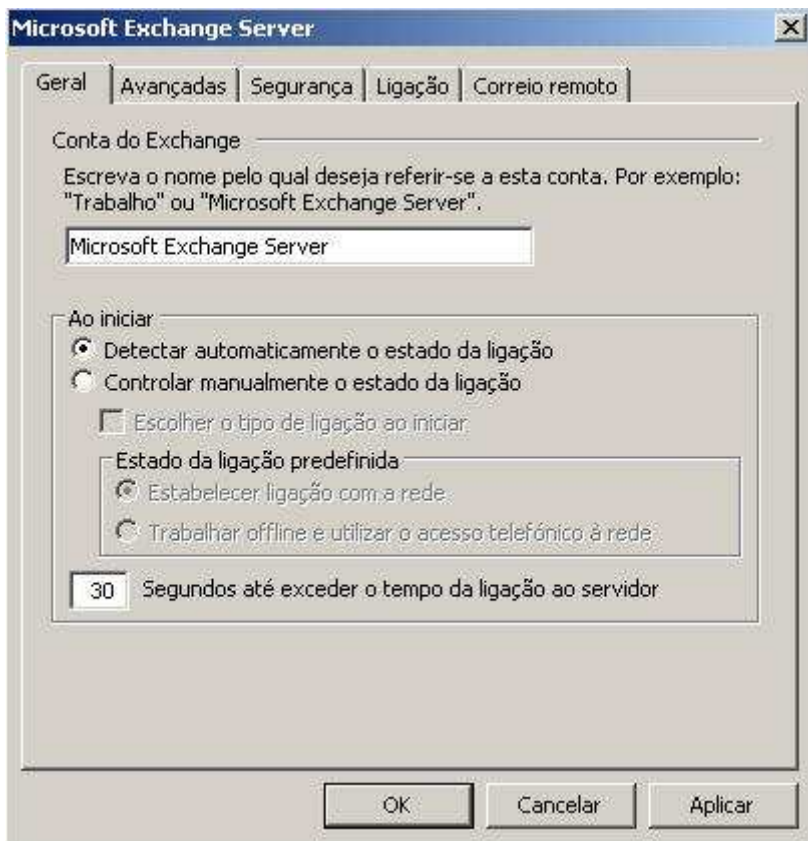 Microsoft Exchange Server
Geral
Avançadas
Segurança
Ligação
Correio remoto
Conta do Exchange
Escreva o nome pelo qual deseja referir-se a esta conta. Por exemplo:
"Trabalho" ou "Microsoft Exchange Server".
Microsoft Exchange Server
Ao iniciar
Detectar automaticamente o estado da ligação
Controlar manualmente o estado da ligação
Escolher o tipo de ligação ao iniciar
Estado da ligação predefinida
Estabelecer ligação com a rede
Trabalhar offline e utilizar o acesso telefónico à rede
30 Segundos até exceder o tempo da ligação ao servidor
OK
Cancelar
Aplicar